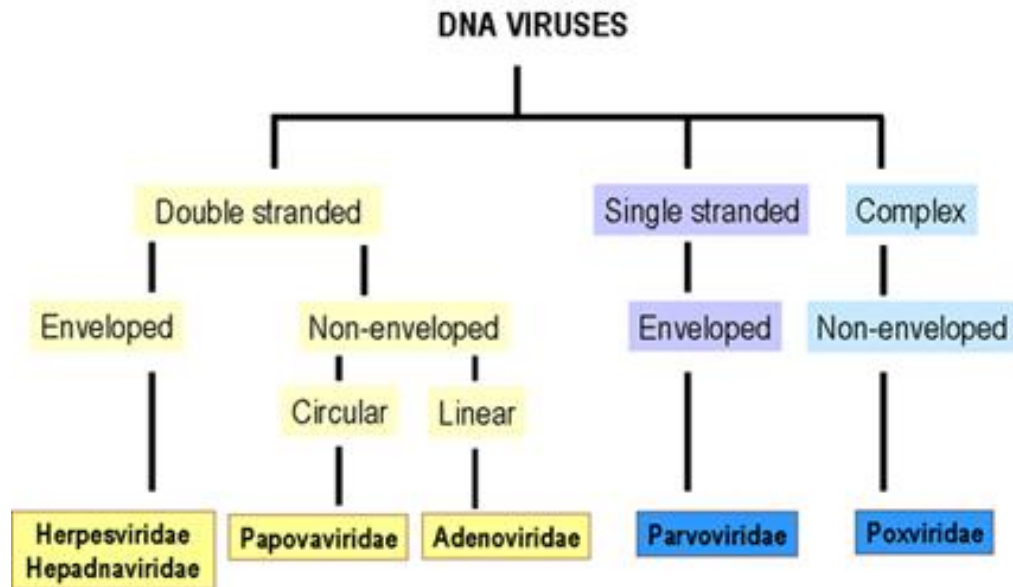 DNA VIRUSES
Double stranded
Single stranded
Complex
Enveloped
Non-enveloped
Enveloped
Non-enveloped
Circular
Linear
Herpesviridae
Hepadnaviridae
Papovaviridae
Adenoviridae
Parvoviridae
Poxviridae